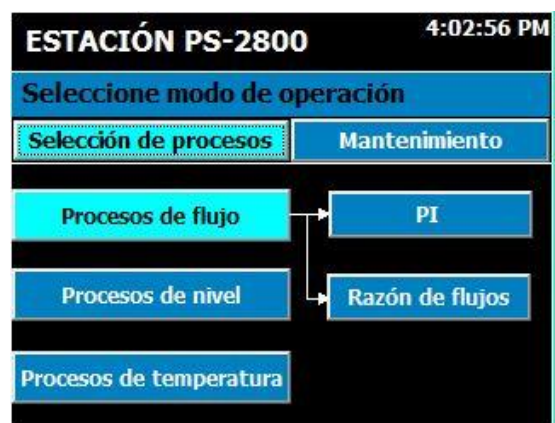 ESTACIÓN PS-2800 4:02:56 PM
Seleccione modo de operación
Selección de procesos Mantenimiento
Procesos de flujo PI
Procesos de nivel Razón de flujos
Procesos de temperatura